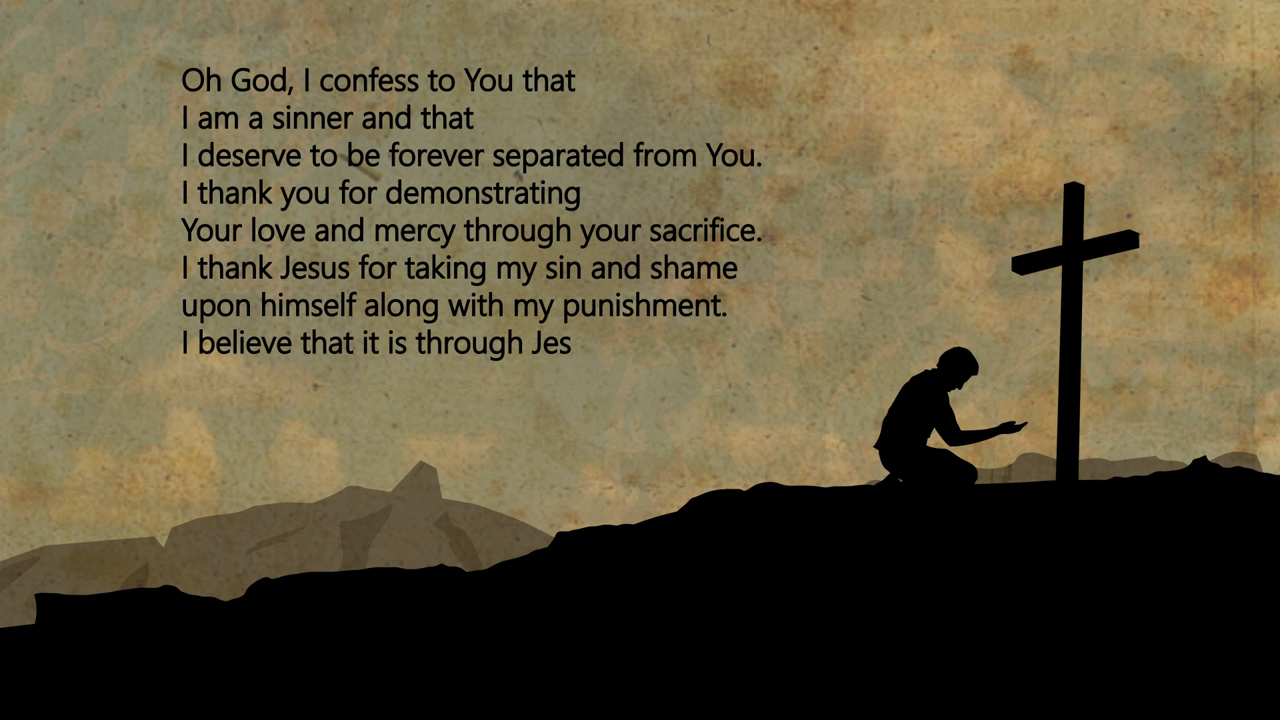 Oh God, I confess to You that
I am a sinner and that
I deserve to be forever separated from You.
I thank you for demonstrating
Your love and mercy through your sacrifice.
I thank Jesus for taking my sin and shame
upon himself along with my punishment.
I believe that it is through Jes